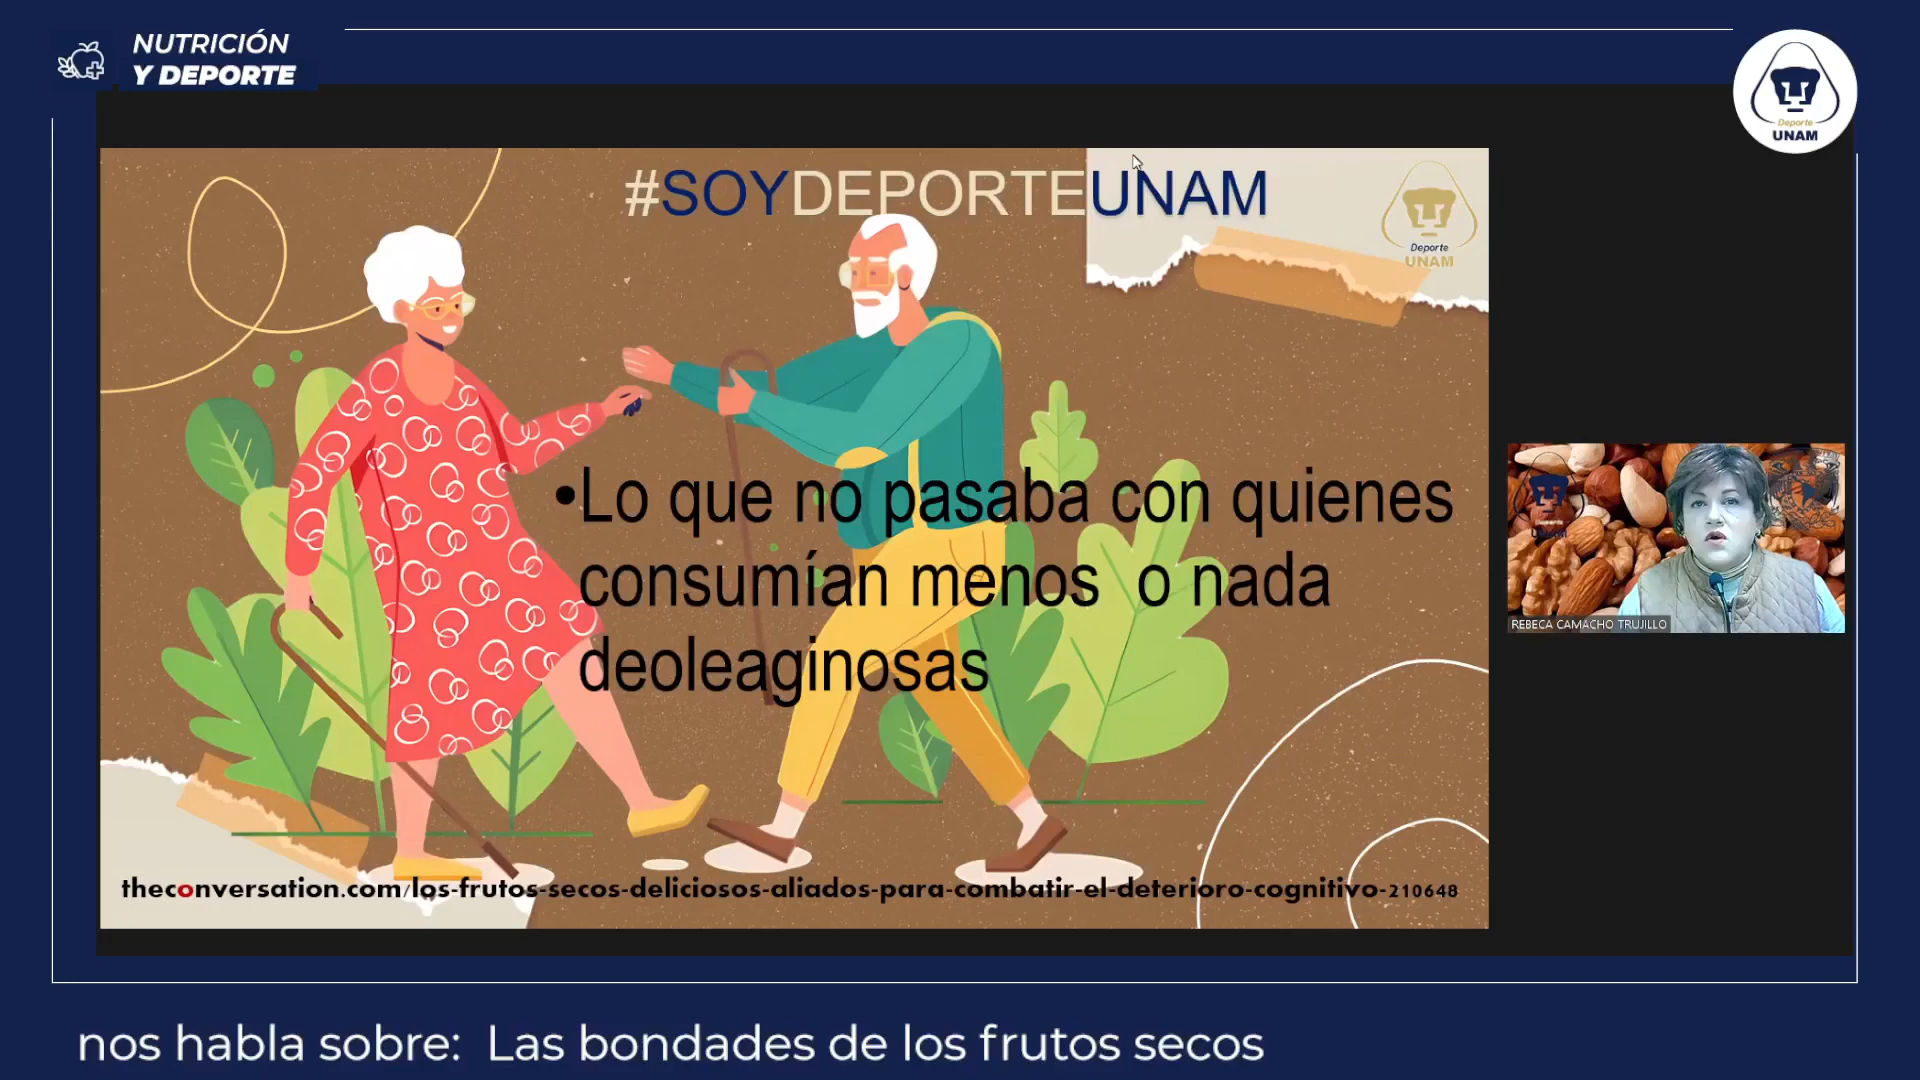 NUTRICIÓN
Y DEPORTE
Deporte
UNAM
#SOYDEPORTEUNAM
Deporte
UNAM
•Lo que no pasaba con quienes
consumían menos o nada
deoleaginosas
REBECA CAMACHO TRUJILLO
theconversation.com/los-frutos-secos-deliciosos-aliados-para-combatir-el-deterioro-cognitivo-210648
nos habla sobre: Las bondades de los frutos secos